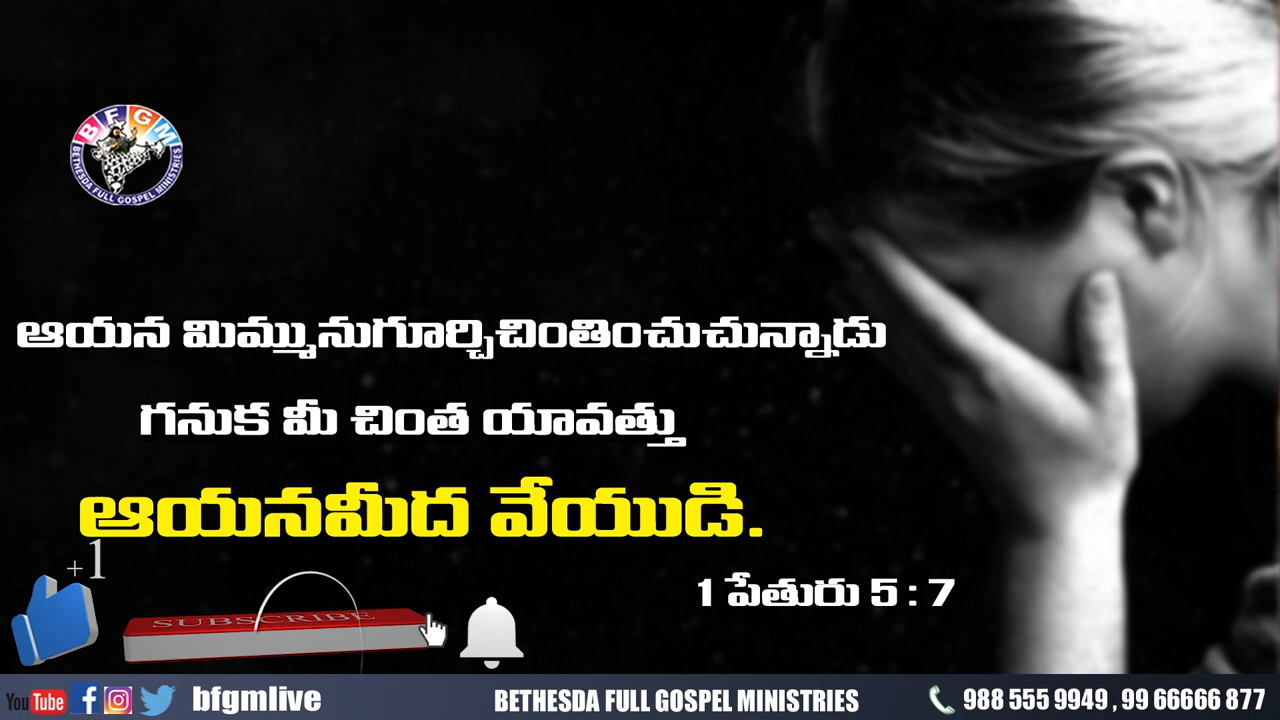 BFGM
BETHESDA FULL GOSPEL MINISTRIES
ఆయన మిమ్మునుగూర్చిచింతించుచున్నాడు
గనుక మీ చింత యావత్తు
ఆయనమీద వేయుడి.
1 పేతురు 5 : 7
+1
SUBSCRIBE
YouTube bfgmlive BETHESDA FULL GOSPEL MINISTRIES 988 555 9949 , 99 66666 877